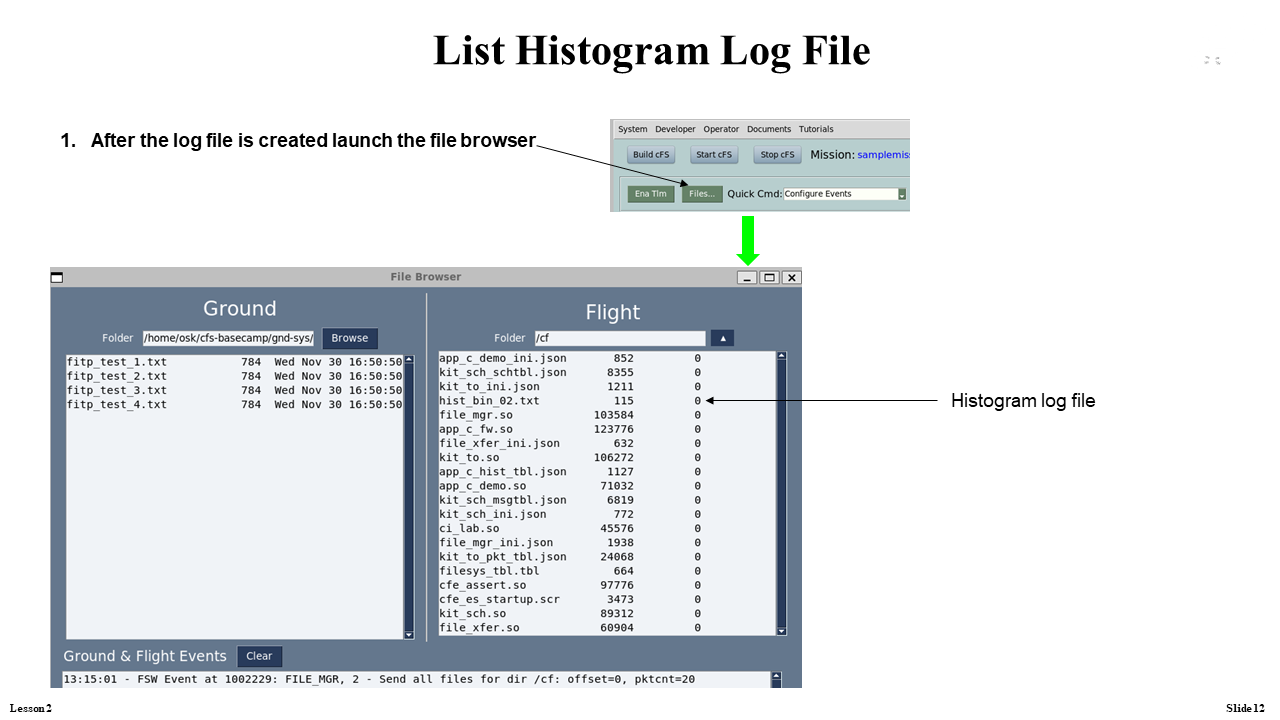 List Histogram Log File
1. After the log file is created launch the file browser
System Developer Operator Documents Tutorials
Build cFS Start cFS Stop cFS Mission: samplemis
Ena Tlm Files... Quick Cmd: Configure Events
File Browser
Ground
Folder /home/osk/cfs-basecamp/gnd-sys/ Browse
fitp_test_1.txt 784 Wed Nov 30 16:50:50
fitp_test_2.txt 784 Wed Nov 30 16:50:50
fitp_test_3.txt 784 Wed Nov 30 16:50:50
fitp_test_4.txt 784 Wed Nov 30 16:50:50
Flight
Folder /cf
app_c_demo_ini.json 852 0
kit_sch_schtbl.json 8355 0
kit_to_ini.json 1211 0
hist_bin_02.txt 115 0
file_mgr.so 103584 0
app_c_fw.so 123776 0
file_xfer_ini.json 632 0
kit_to.so 106272 0
app_c_hist_tbl.json 1127 0
app_c_demo.so 71032 0
kit_sch_msgtbl.json 6819 0
kit_sch_ini.json 772 0
ci_lab.so 45576 0
file_mgr_ini.json 1938 0
kit_to_pkt_tbl.json 24068 0
filesys_tbl.tbl 664 0
cfe_assert.so 97776 0
cfe_es_startup.scr 3473 0
kit_sch.so 89312 0
file_xfer.so 60904 0
Histogram log file
Ground & Flight Events Clear
13:15:01 - FSW Event at 1002229: FILE_MGR, 2 - Send all files for dir /cf: offset=0, pktcnt=20
Lesson 2
Slide 12